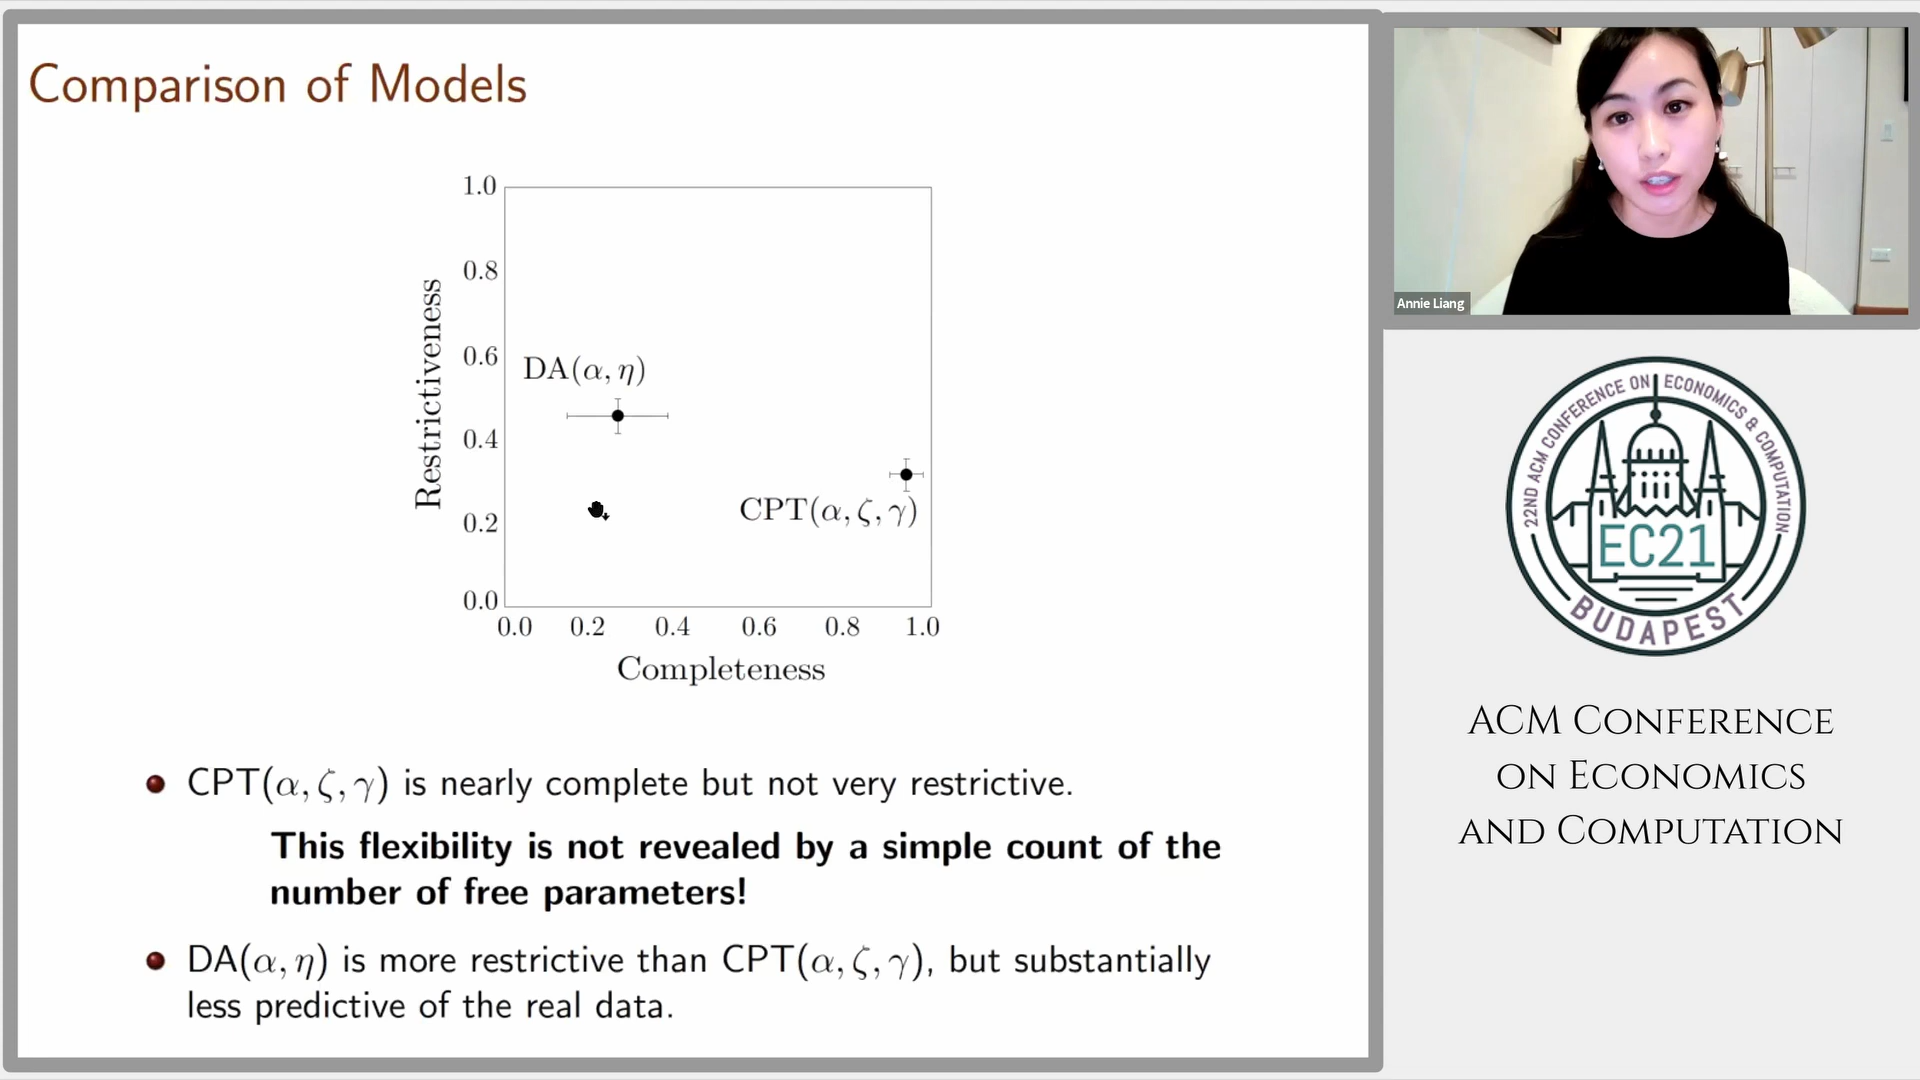 Comparison of Models
1.0
0.8
0.6
0.4
0.2
0.0
Restrictiveness
DA(α, η)
CPT(α, ζ, γ)
0.0 0.2 0.4 0.6 0.8 1.0
Completeness
CPT(α, ζ, γ) is nearly complete but not very restrictive.
This flexibility is not revealed by a simple count of the
number of free parameters!
DA(α, η) is more restrictive than CPT(α, ζ, γ), but substantially
less predictive of the real data.
Annie Liang
22ND ACM CONFERENCE ON ECONOMICS & COMPUTATION
EC21
BUDAPEST
ACM Conference
on Economics
and Computation